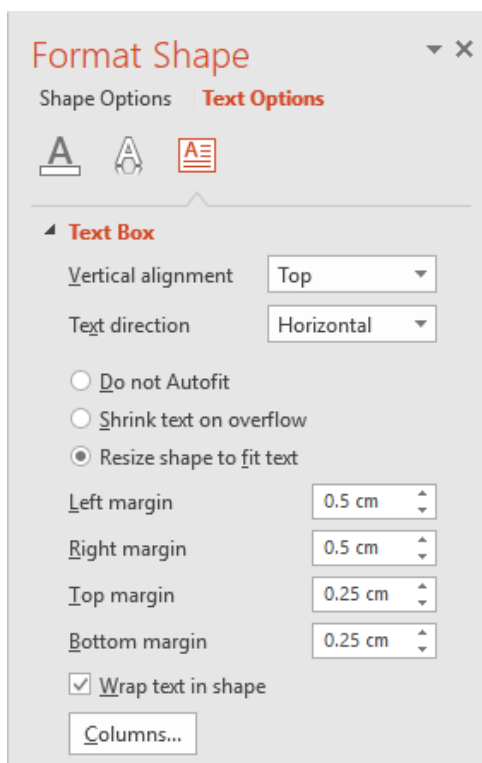 Format Shape
Shape Options Text Options
A A A
Text Box
Vertical alignment Top
Text direction Horizontal
Do not Autofit
Shrink text on overflow
Resize shape to fit text
Left margin 0.5 cm
Right margin 0.5 cm
Top margin 0.25 cm
Bottom margin 0.25 cm
Wrap text in shape
Columns...